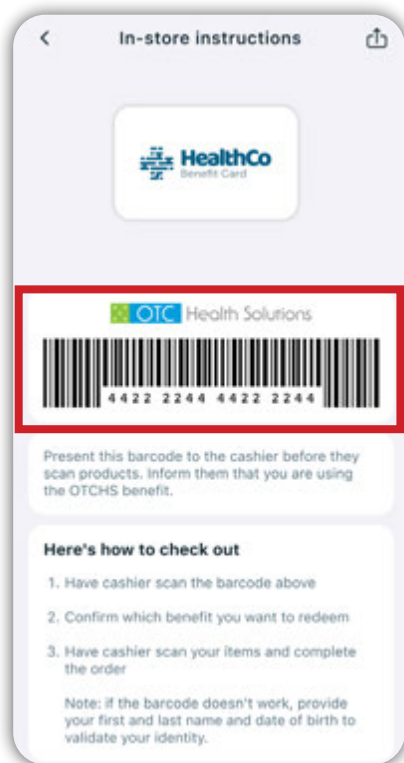 In-store instructions
HealthCo
Benefit Card
OTC Health Solutions
4422 2244 4422 2244
Present this barcode to the cashier before they
scan products. Inform them that you are using
the OTCHS benefit.
Here's how to check out
1. Have cashier scan the barcode above
2. Confirm which benefit you want to redeem
3. Have cashier scan your items and complete
the order
Note: if the barcode doesn't work, provide
your first and last name and date of birth to
validate your identity.